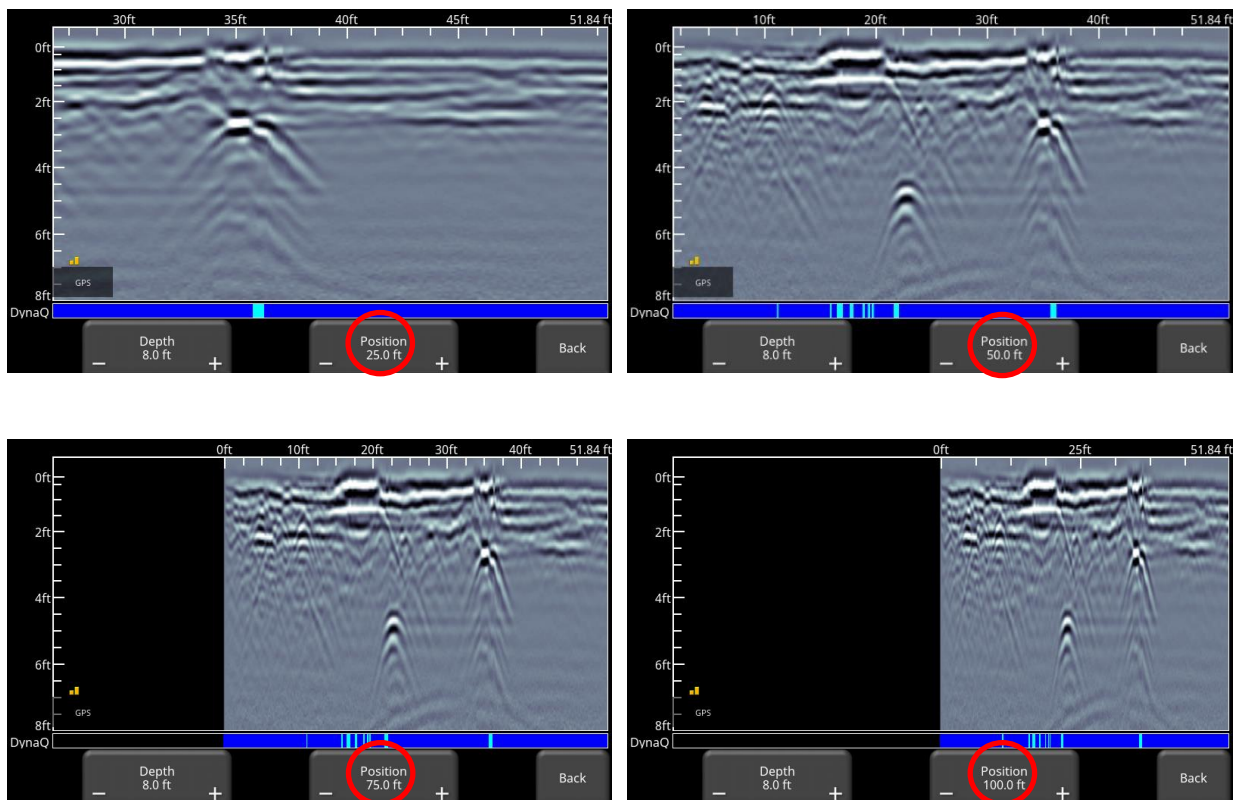 30ft 35ft 40ft 45ft 51.84 ft
0ft
2ft
4ft
6ft
GPS
8ft
DynaQ
Depth
8.0 ft
− +
Position
25.0 ft
− +
Back
10ft 20ft 30ft 40ft 51.84 ft
0ft
2ft
4ft
6ft
GPS
8ft
DynaQ
Depth
8.0 ft
− +
Position
50.0 ft
− +
Back
0ft 10ft 20ft 30ft 40ft 51.84 ft
0ft
2ft
4ft
6ft
GPS
8ft
DynaQ
Depth
8.0 ft
− +
Position
75.0 ft
− +
Back
0ft 25ft 51.84 ft
0ft
2ft
4ft
6ft
GPS
8ft
DynaQ
Depth
8.0 ft
− +
Position
100.0 ft
− +
Back